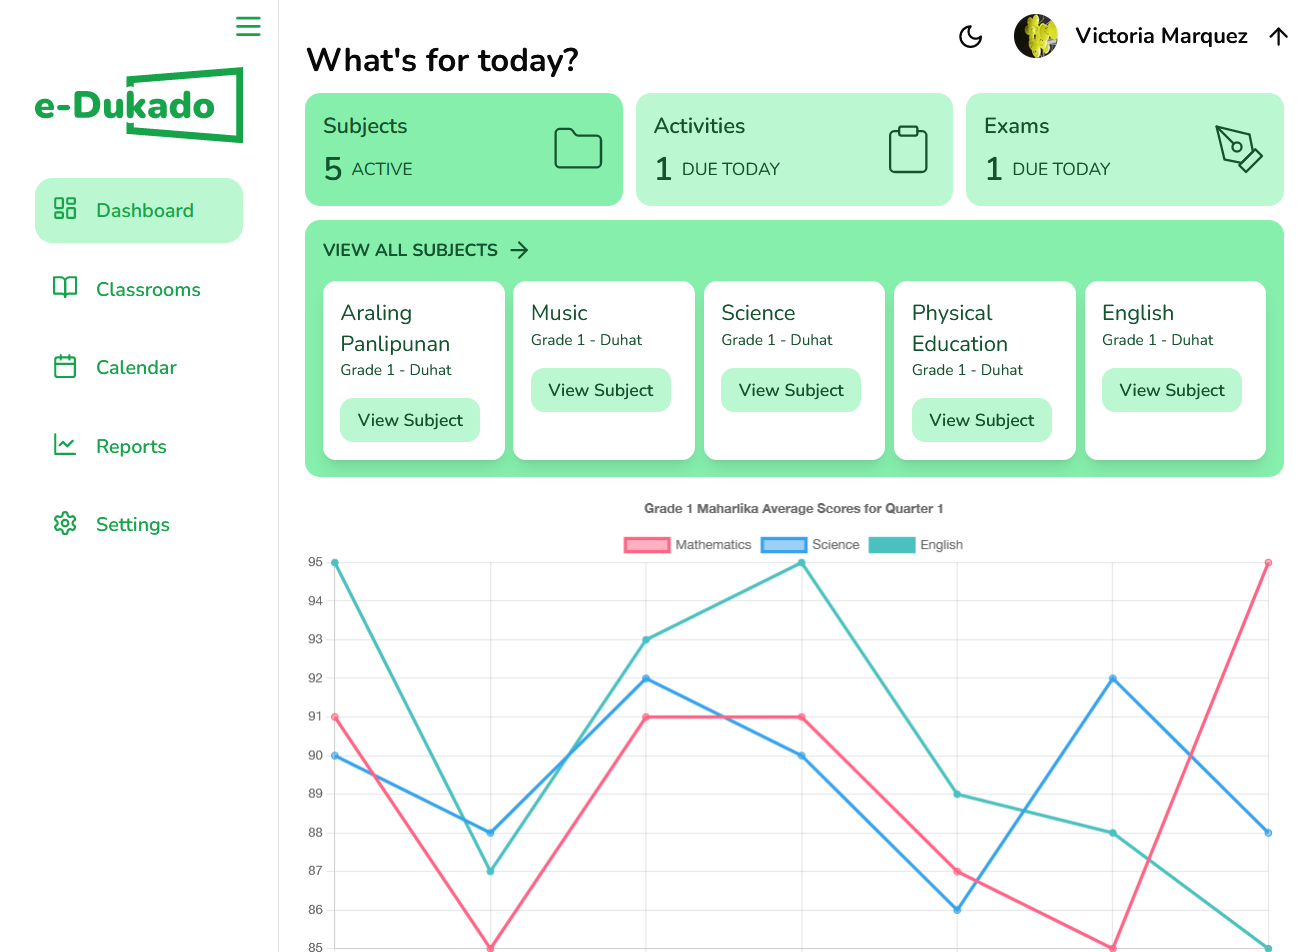 Victoria Marquez
What's for today?
e-Dukado
Dashboard
Classrooms
Calendar
Reports
Settings
Subjects
5 ACTIVE
Activities
1 DUE TODAY
Exams
1 DUE TODAY
VIEW ALL SUBJECTS
Araling
Panlipunan
Grade 1 - Duhat
View Subject
Music
Grade 1 - Duhat
View Subject
Science
Grade 1 - Duhat
View Subject
Physical
Education
Grade 1 - Duhat
View Subject
English
Grade 1 - Duhat
View Subject
Grade 1 Maharlika Average Scores for Quarter 1
Mathematics Science English
95
94
93
92
91
90
89
88
87
86
85